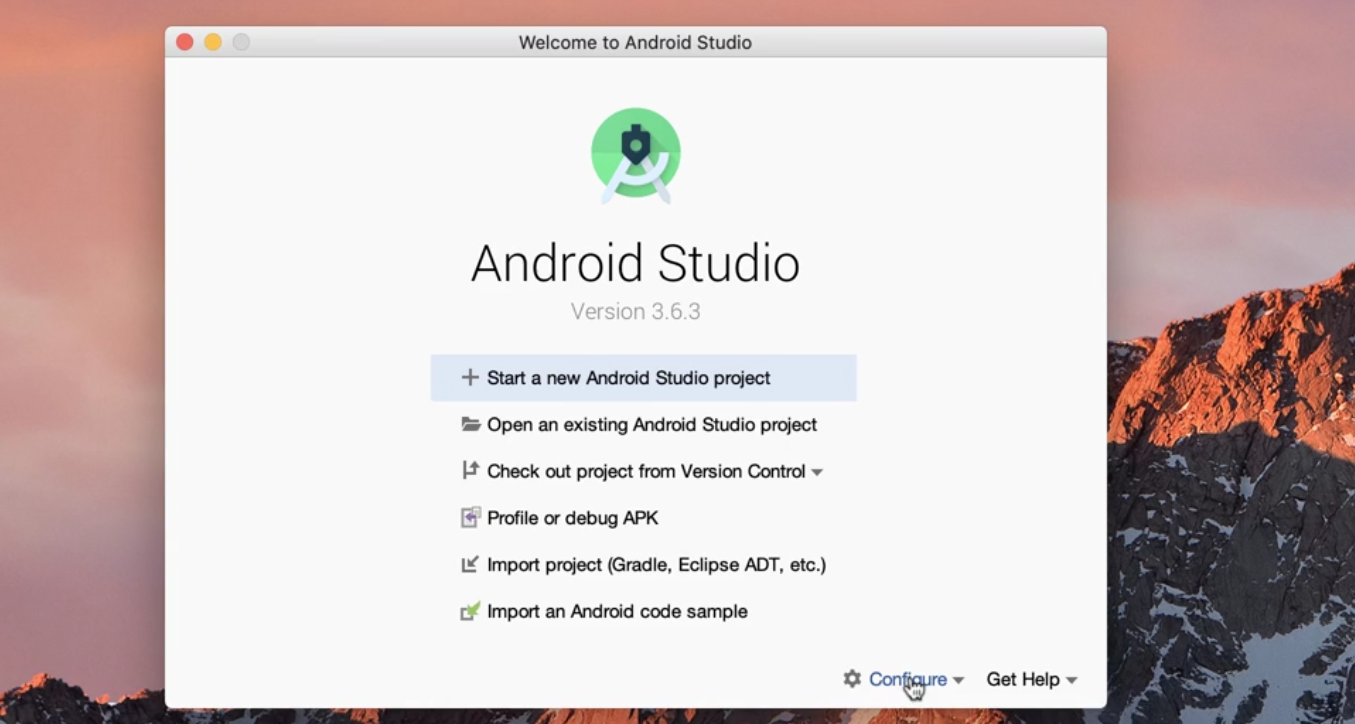 Welcome to Android Studio
Android Studio
Version 3.6.3
Start a new Android Studio project
Open an existing Android Studio project
Check out project from Version Control
Profile or debug APK
Import project (Gradle, Eclipse ADT, etc.)
Import an Android code sample
Configure Get Help